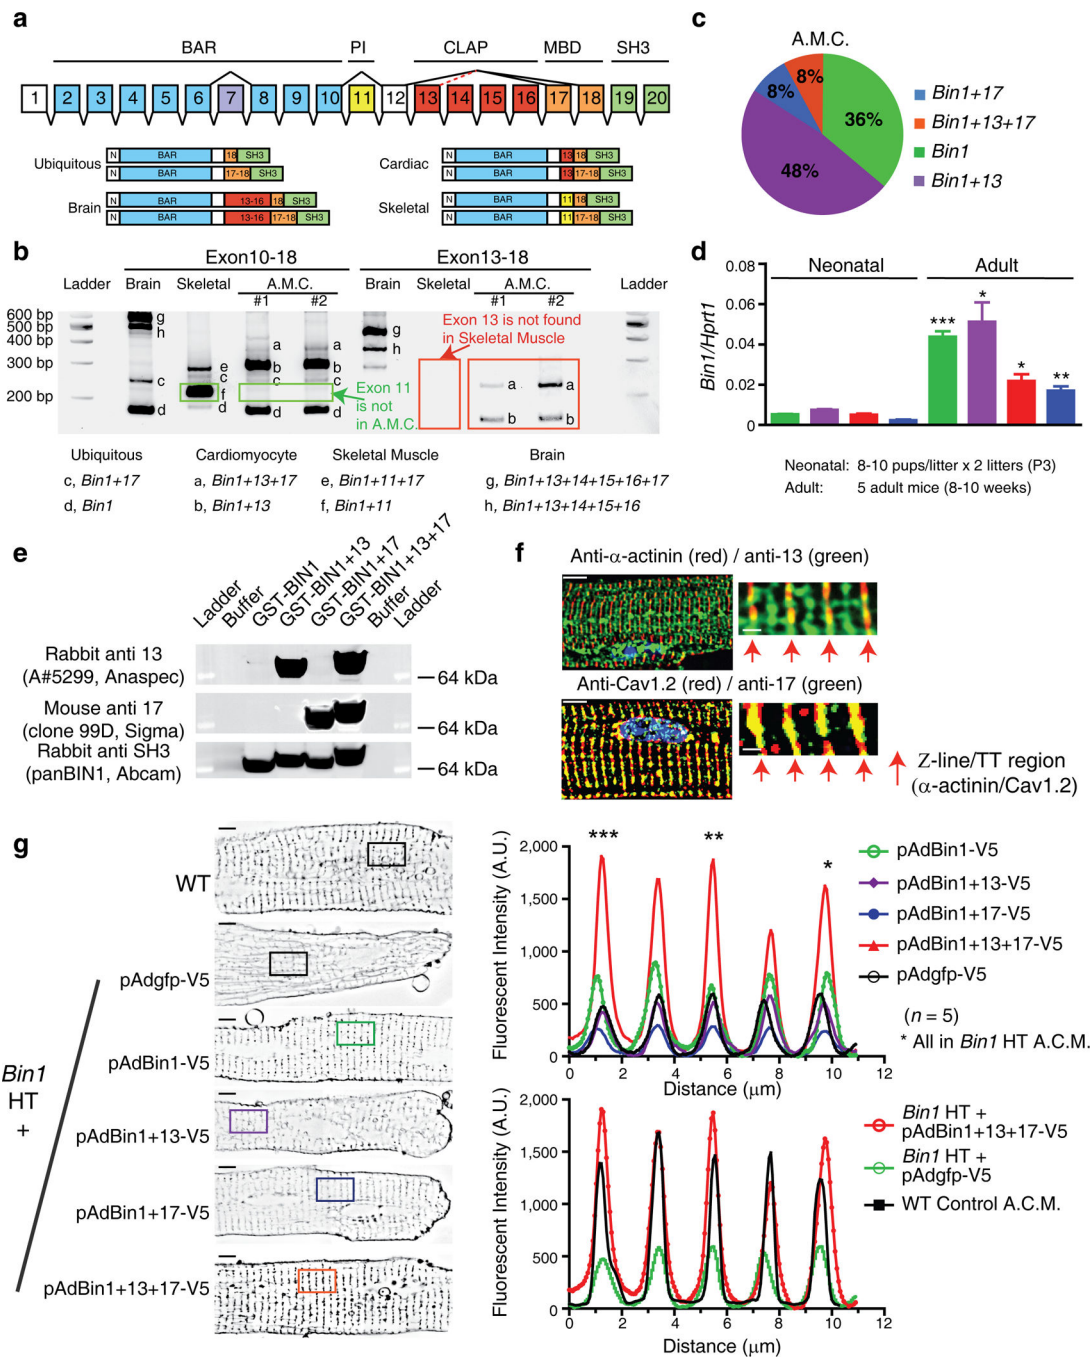 a
BAR
PI
CLAP
MBD
SH3
1 2 3 4 5 6 7 8 9 10 11 12 13 14 15 16 17 18 19 20
Ubiquitous
N BAR 18 SH3
N BAR 17-18 SH3
Brain
N BAR 13-16 18 SH3
N BAR 13-16 17-18 SH3
Cardiac
N BAR 13 18 SH3
N BAR 13 17-18 SH3
Skeletal
N BAR 11 18 SH3
N BAR 11 17-18 SH3
b
Exon10-18
Exon13-18
Ladder Brain Skeletal A.M.C. Brain Skeletal A.M.C. Ladder
#1 #2 #1 #2
600 bp
500 bp
400 bp
300 bp
200 bp
g
h
c
d
e
c
f
d
a
b
c
d
g
h
a
b
Exon 13 is not found
in Skeletal Muscle
Exon 11
is not
in A.M.C.
Ubiquitous
c, Bin1+17
d, Bin1
Cardiomyocyte
a, Bin1+13+17
b, Bin1+13
Skeletal Muscle
e, Bin1+11+17
f, Bin1+11
Brain
g, Bin1+13+14+15+16+17
h, Bin1+13+14+15+16
c
A.M.C.
8%
8%
36%
48%
Bin1+17
Bin1+13+17
Bin1
Bin1+13
d
Bin1/Hprt1
0.08
0.06
0.04
0.02
0
Neonatal
Adult
***
*
*
**
Neonatal: 8-10 pups/litter x 2 litters (P3)
Adult: 5 adult mice (8-10 weeks)
e
Ladder
Buffer
GST-BIN1
GST-BIN1+13
GST-BIN1+17
GST-BIN1+13+17
Buffer
Ladder
Rabbit anti 13
(A#5299, Anaspec)
64 kDa
Mouse anti 17
(clone 99D, Sigma)
64 kDa
Rabbit anti SH3
(panBIN1, Abcam)
64 kDa
f
Anti-α-actinin (red) / anti-13 (green)
Anti-Cav1.2 (red) / anti-17 (green)
Z-line/TT region
(α-actinin/Cav1.2)
g
WT
pAdgfp-V5
pAdBin1-V5
pAdBin1+13-V5
pAdBin1+17-V5
pAdBin1+13+17-V5
Bin1
HT
+
Fluorescent Intensity (A.U.)
2,000
1,500
1,000
500
0
0 2 4 6 8 10 12
Distance (μm)
***
**
*
pAdBin1-V5
pAdBin1+13-V5
pAdBin1+17-V5
pAdBin1+13+17-V5
pAdgfp-V5
(n = 5)
* All in Bin1 HT A.C.M.
Fluorescent Intensity (A.U.)
2,000
1,500
1,000
500
0
0 2 4 6 8 10 12
Distance (μm)
Bin1 HT +
pAdBin1+13+17-V5
Bin1 HT +
pAdgfp-V5
WT Control A.C.M.